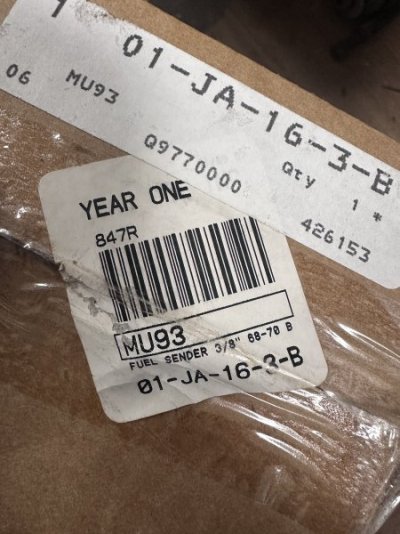 1 01-JA-16-3-B
06 MU93 Qty 1 *
Q9770000 426153
YEAR ONE
847R
MU93
FUEL SENDER 3/8" 68-70 B
01-JA-16-3-B